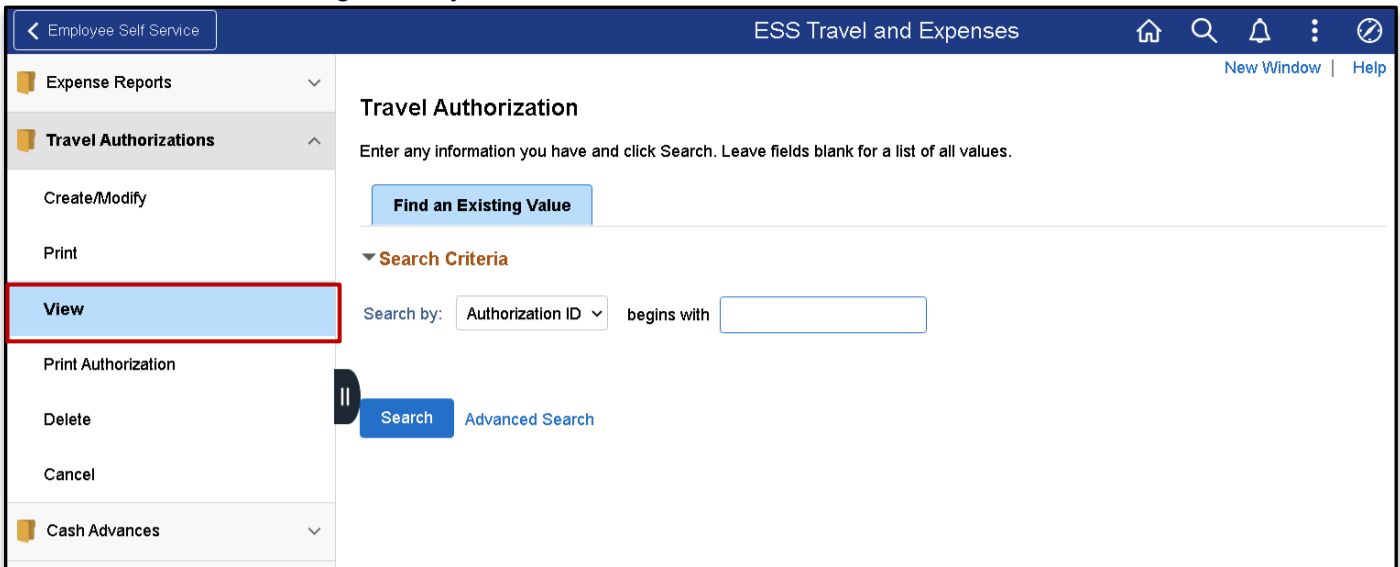 Employee Self Service
ESS Travel and Expenses
New Window | Help
Expense Reports
Travel Authorizations
Create/Modify
Print
View
Print Authorization
Delete
Cancel
Cash Advances
Travel Authorization
Enter any information you have and click Search. Leave fields blank for a list of all values.
Find an Existing Value
Search Criteria
Search by: Authorization ID begins with
Search Advanced Search